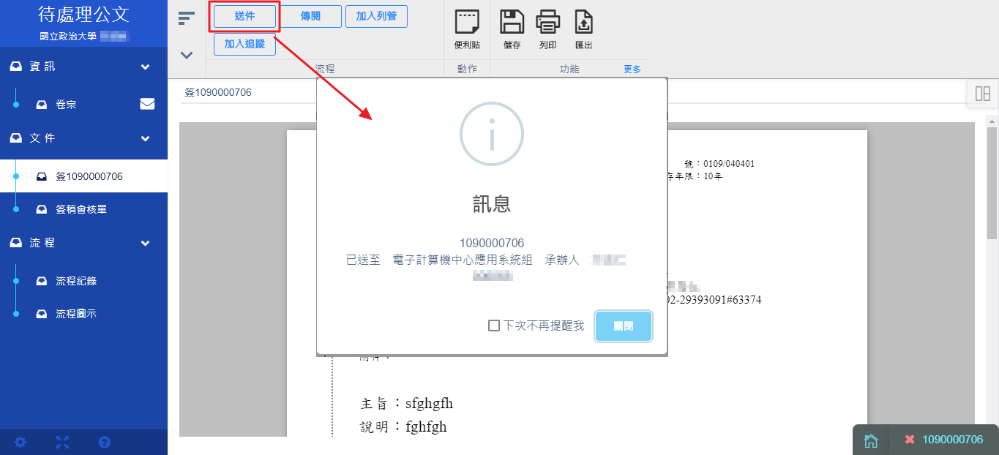 待處理公文
國立政治大學
資訊
卷宗
文件
簽1090000706
簽稿會核單
流程
流程紀錄
流程圖示
送件
傳閱
加入列管
加入追蹤
流程
便利貼
動作
儲存
列印
匯出
功能
更多
簽1090000706
號：0109/040401
存年限：10年
訊息
1090000706
已送至 電子計算機中心應用系統組 承辦人
下次不再提醒我
關閉
02-29393091#63374
主旨：sfghgfh
說明：fghfgh
1090000706